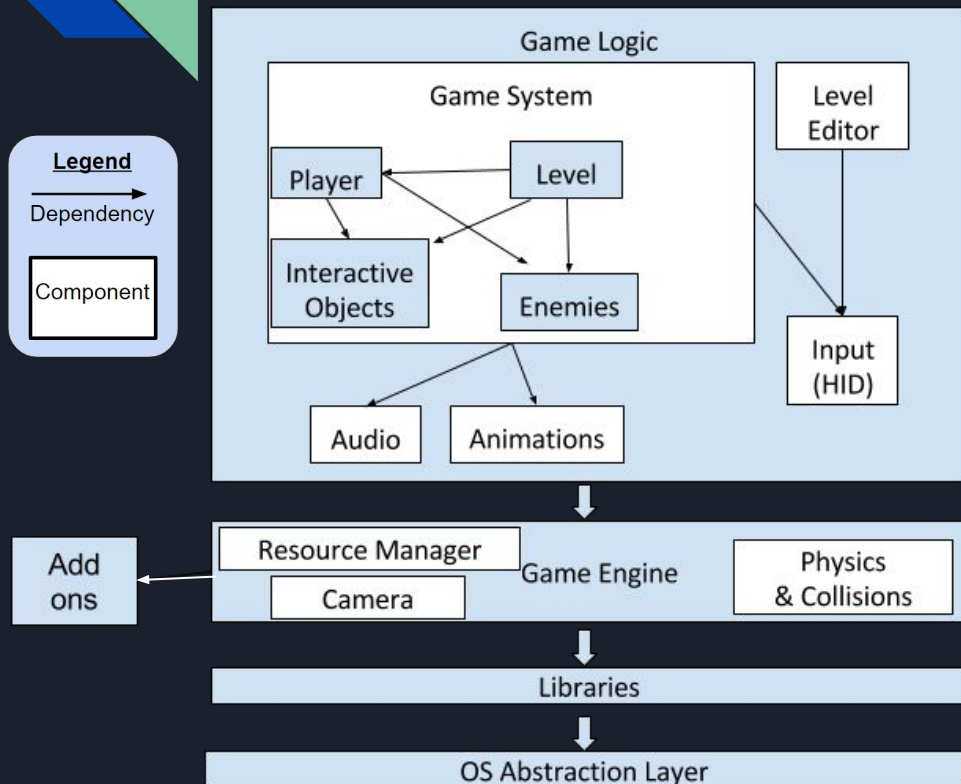 Game Logic
Game System
Level
Editor
Legend
Dependency
Component
Player
Level
Interactive
Objects
Enemies
Input
(HID)
Audio
Animations
Add
ons
Resource Manager
Camera
Game Engine
Physics
& Collisions
Libraries
OS Abstraction Layer